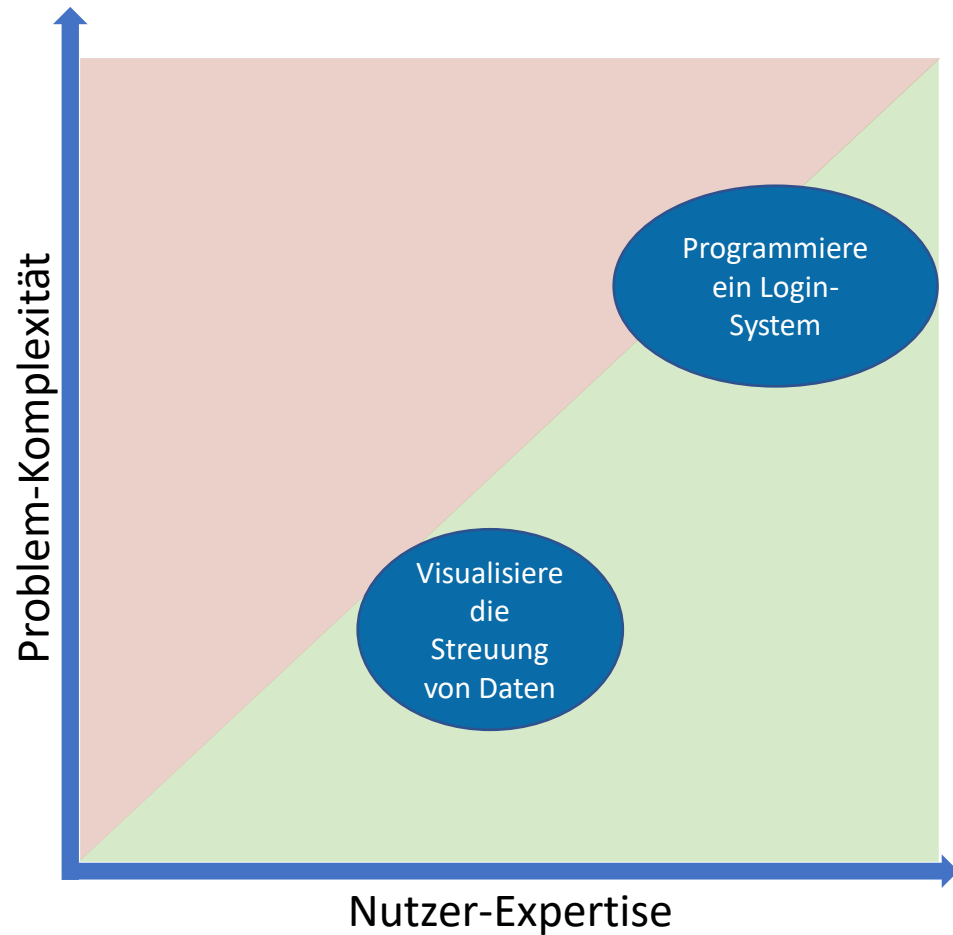 Problem-Komplexität
Programmiere
ein Login-
System
Visualisiere
die
Streuung
von Daten
Nutzer-Expertise